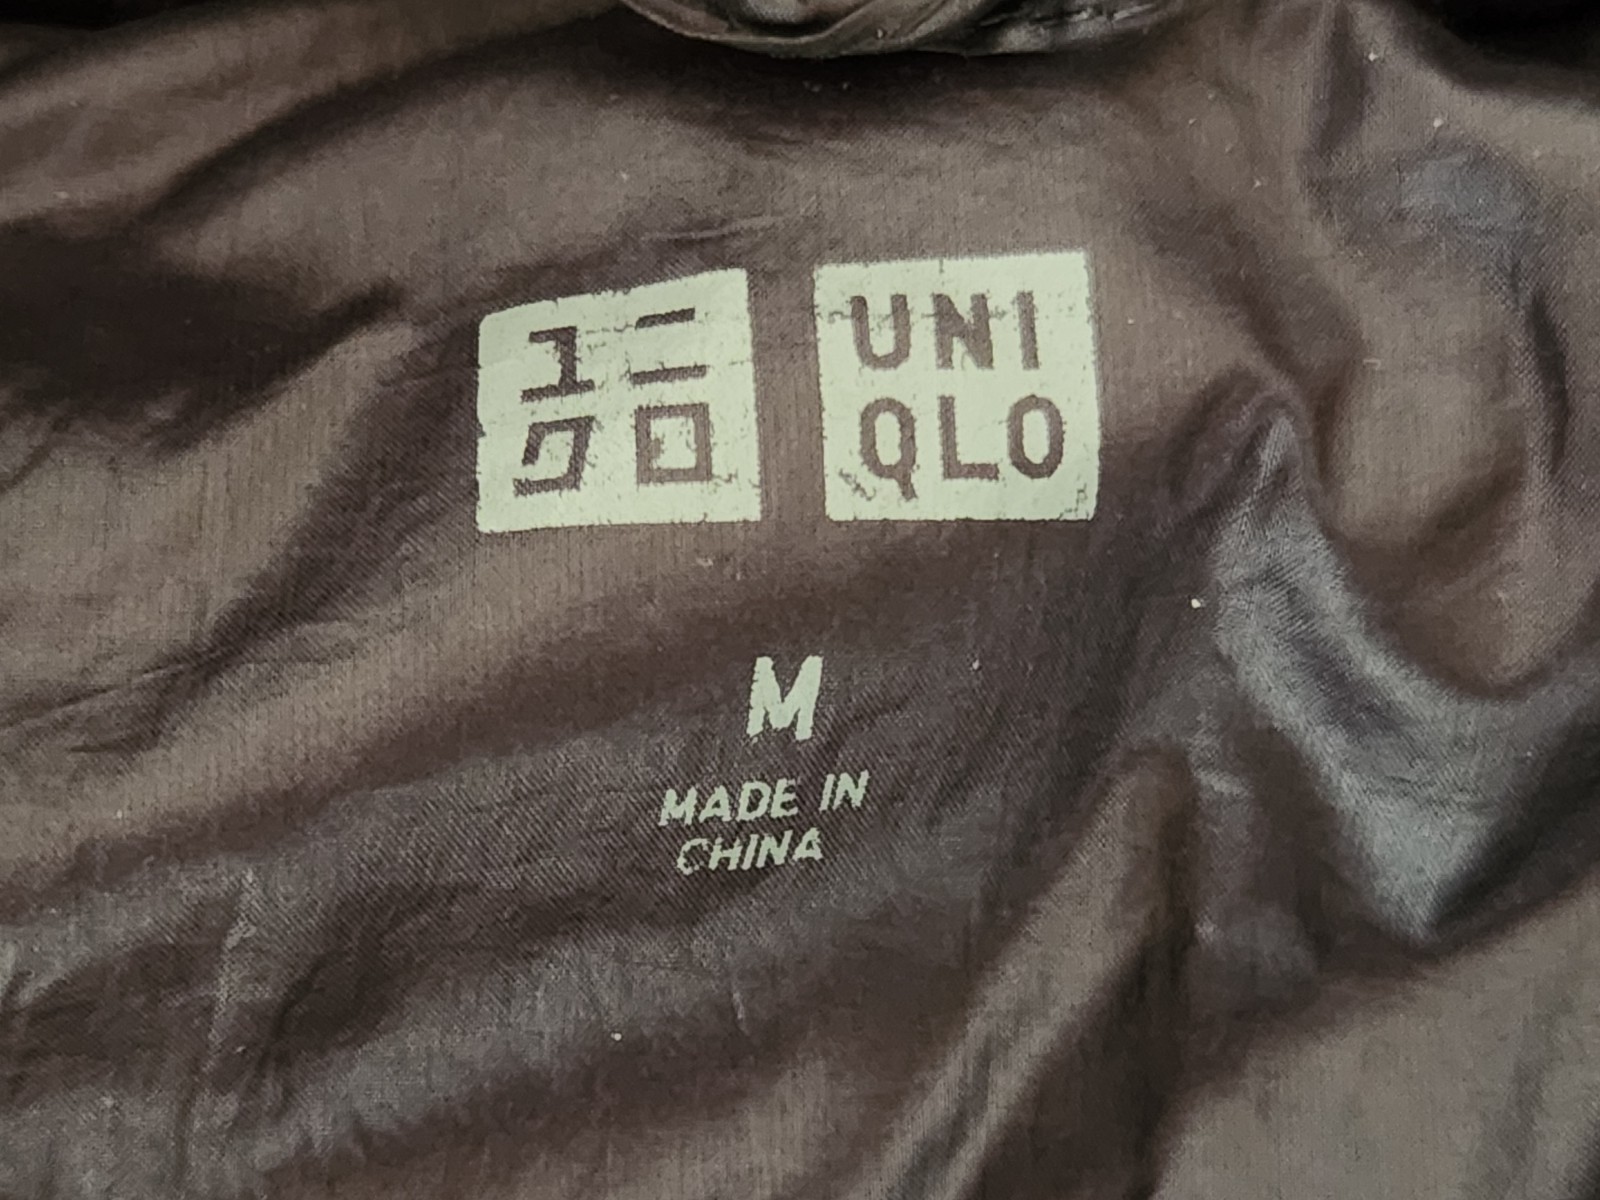 ユニ
クロ
UNI
QLO
M
MADE IN
CHINA